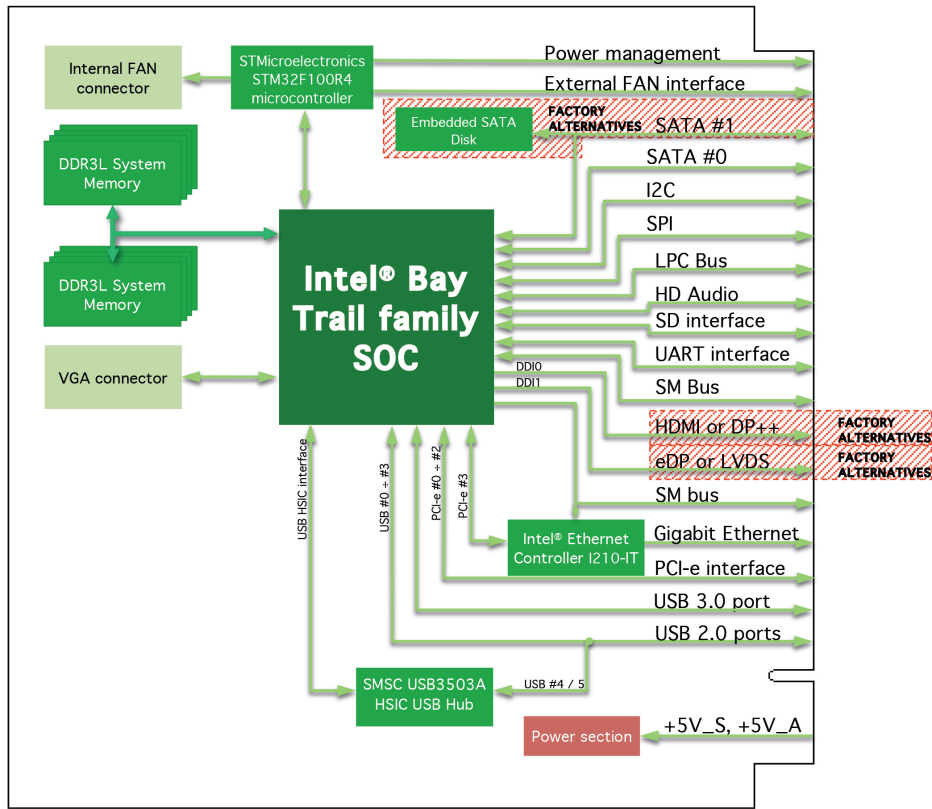 Internal FAN
connector
STMicroelectronics
STM32F100R4
microcontroller
Power management
External FAN interface
Embedded SATA
Disk
FACTORY
ALTERNATIVES
SATA #1
SATA #0
I2C
SPI
LPC Bus
HD Audio
SD interface
UART interface
SM Bus
DDR3L System
Memory
DDR3L System
Memory
VGA connector
Intel® Bay
Trail family
SOC
DDI0
DDI1
HDMI or DP++
FACTORY
ALTERNATIVES
eDP or LVDS
FACTORY
ALTERNATIVES
SM bus
USB HSIC interface
USB #0 ÷ #3
PCI-e #0 ÷ #2
PCI-e #3
Intel® Ethernet
Controller I210-IT
Gigabit Ethernet
PCI-e interface
USB 3.0 port
USB 2.0 ports
SMSC USB3503A
HSIC USB Hub
USB #4 / 5
Power section
+5V_S, +5V_A